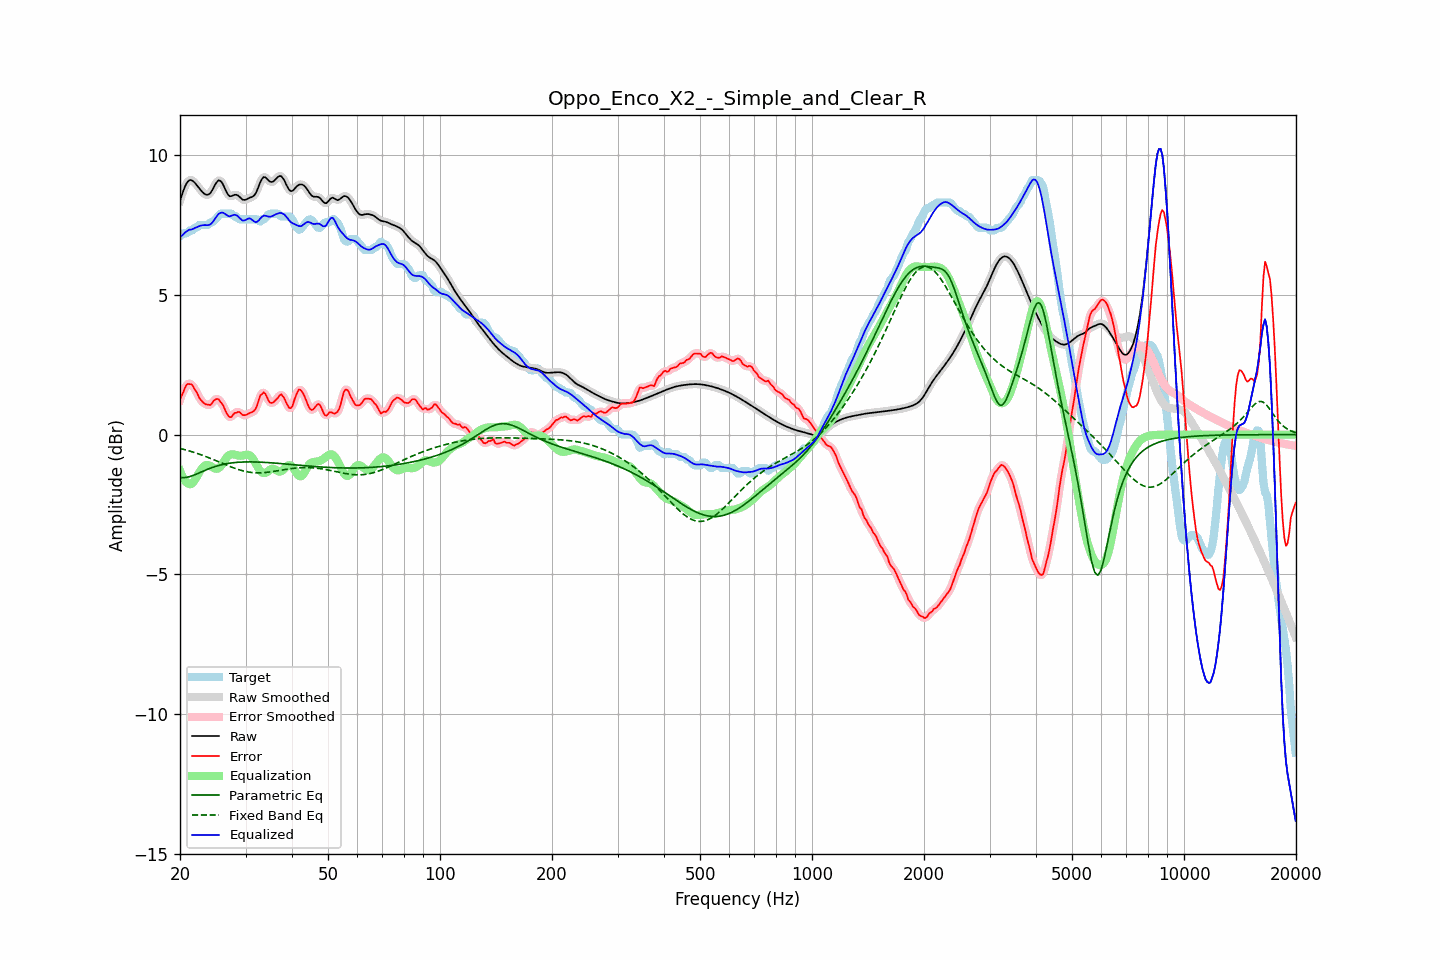 Oppo_Enco_X2_-_Simple_and_Clear_R
Amplitude (dBr)
10
5
0
−5
−10
−15
Target
Raw Smoothed
Error Smoothed
Raw
Error
Equalization
Parametric Eq
Fixed Band Eq
Equalized
20 50 100 200 500 1000 2000 5000 10000 20000
Frequency (Hz)